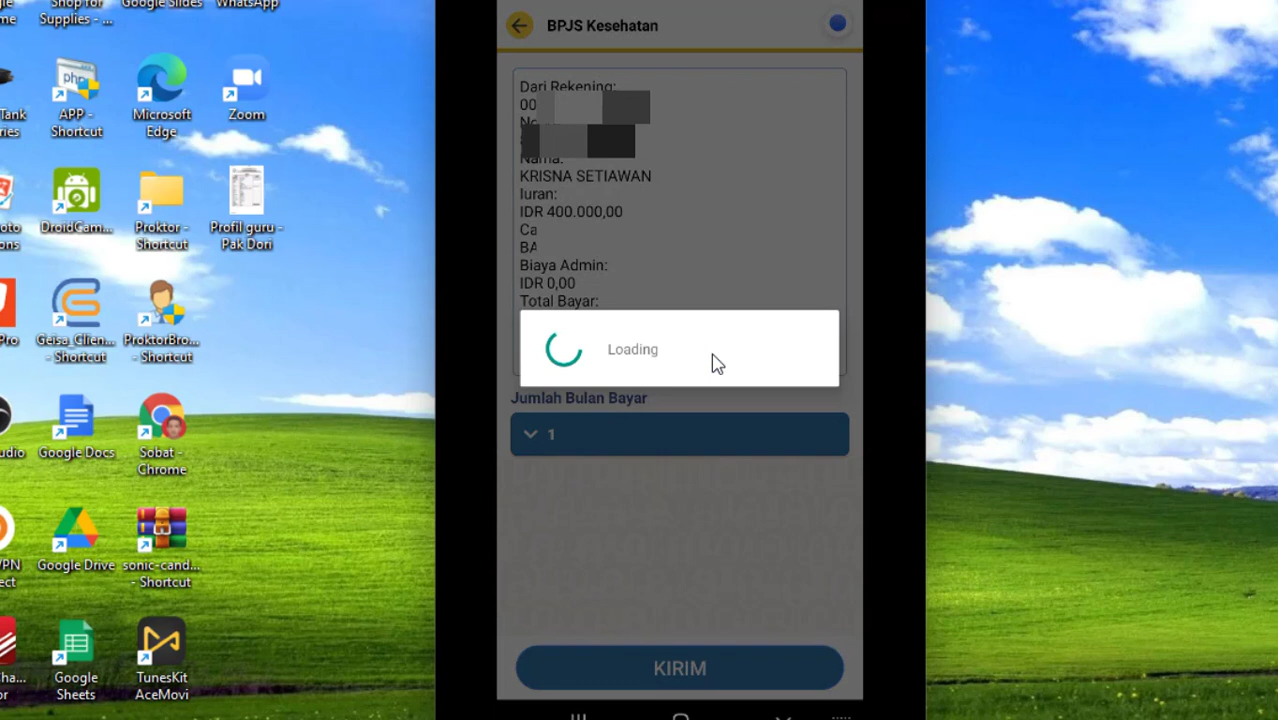 Shop for
Supplies - ...
Google Slides
WhatsApp
APP -
Shortcut
Microsoft
Edge
Zoom
DroidCam...
Proktor -
Shortcut
Profil guru -
Pak Dori
Geisa_Clien...
- Shortcut
ProktorBro...
- Shortcut
Google Docs
Sobat -
Chrome
Google Drive
sonic-cand...
- Shortcut
Google
Sheets
TunesKit
AceMovi
BPJS Kesehatan
Dari Rekening:
00
Nama:
KRISNA SETIAWAN
Iuran:
IDR 400.000,00
Ca
BA
Biaya Admin:
IDR 0,00
Total Bayar:
Loading
Jumlah Bulan Bayar
1
KIRIM